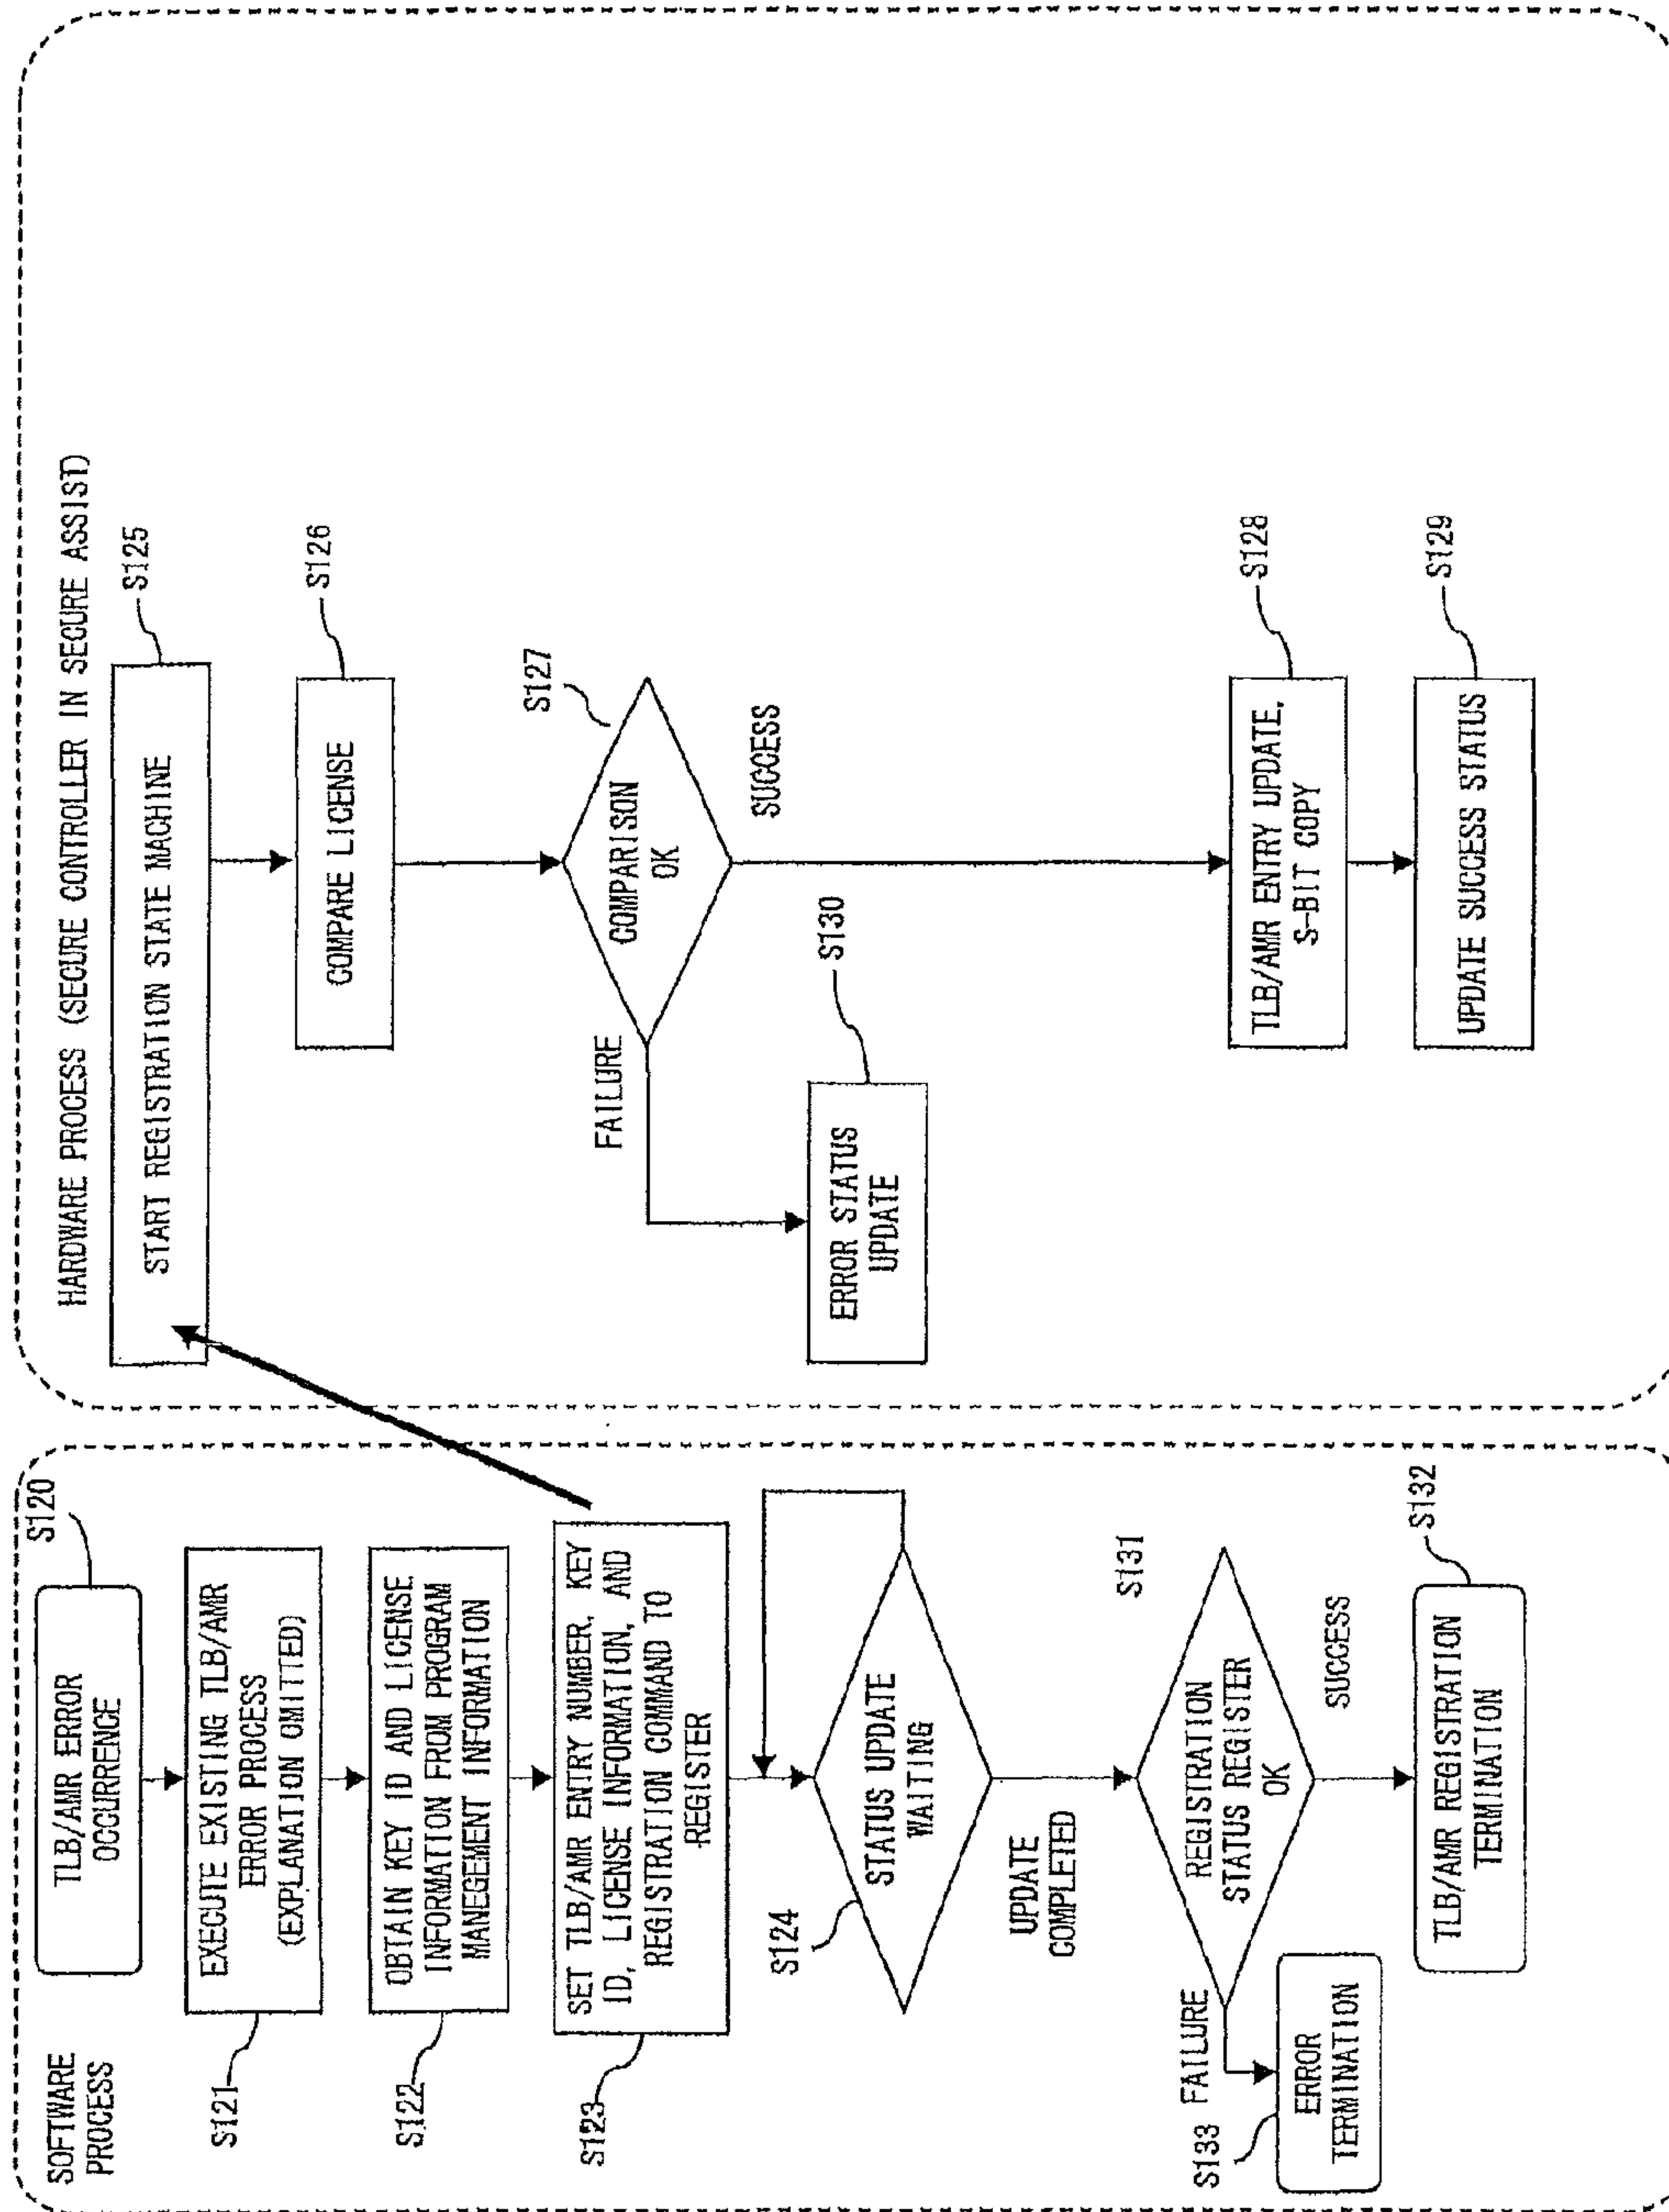 SOFTWARE
PROCESS
S120
TLB/AMR ERROR
OCCURRENCE
S121
EXECUTE EXISTING TLB/AMR
ERROR PROCESS
(EXPLANATION OMITTED)
S122
OBTAIN KEY ID AND LICENSE
INFORMATION FROM PROGRAM
MANEGEMENT INFORMATION
S123
SET TLB/AMR ENTRY NUMBER, KEY
ID, LICENSE INFORMATION, AND
REGISTRATION COMMAND TO
REGISTER
S124
STATUS UPDATE
WAITING
UPDATE
COMPLETED
S131
REGISTRATION
STATUS REGISTER
OK
FAILURE
SUCCESS
S133
ERROR
TERMINATION
S132
TLB/AMR REGISTRATION
TERMINATION
HARDWARE PROCESS (SECURE CONTROLLER IN SECURE ASSIST)
S125
START REGISTRATION STATE MACHINE
S126
COMPARE LICENSE
S127
COMPARISON
OK
FAILURE
SUCCESS
S130
ERROR STATUS
UPDATE
S128
TLB/AMR ENTRY UPDATE,
S-BIT COPY
S129
UPDATE SUCCESS STATUS